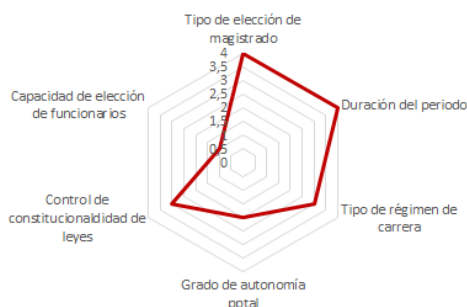 Tipo de elección de
magistrado
4
3,5
3
2,5
2
1,5
1
0,5
0
Duración del periodo
Tipo de régimen de
carrera
Grado de autonomía
pptal
Control de
constitucionaldidad de
leyes
Capacidad de elección
de funcionarios